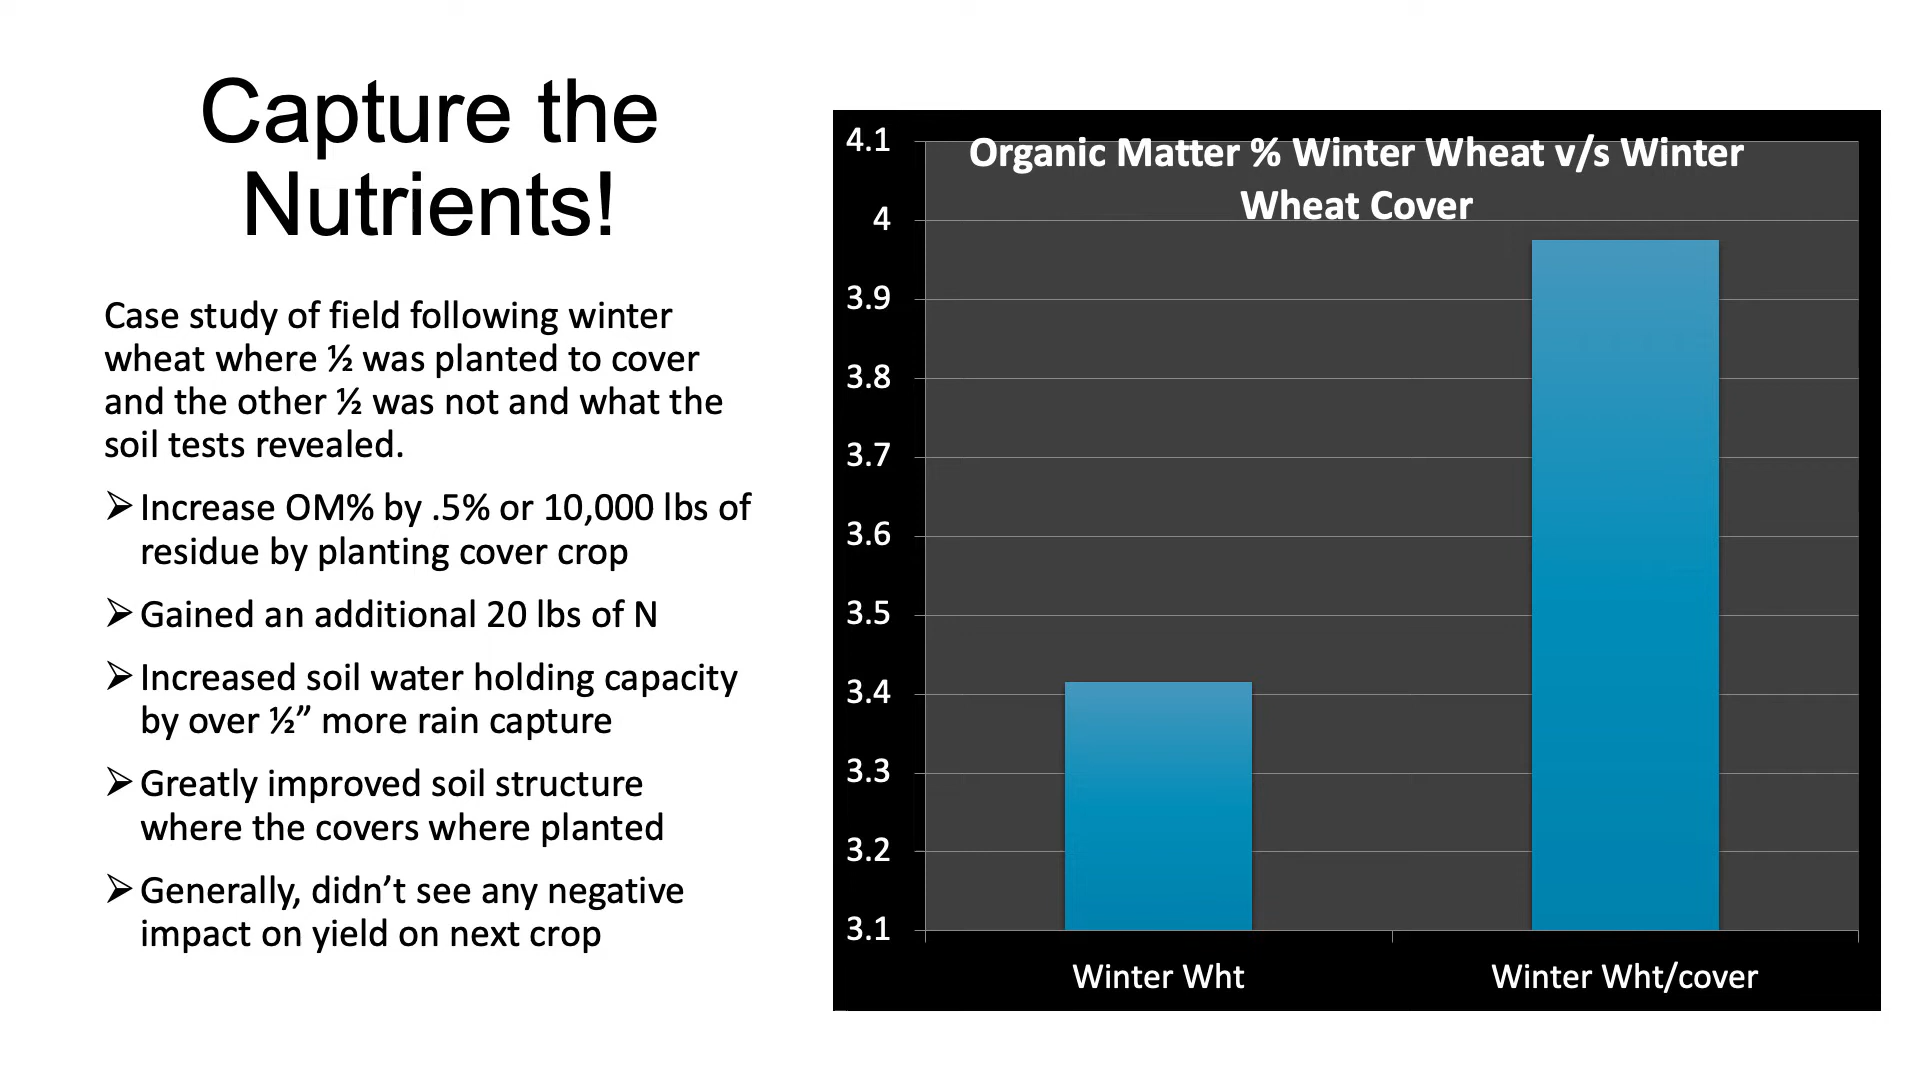 Capture the
Nutrients!
Case study of field following winter
wheat where ½ was planted to cover
and the other ½ was not and what the
soil tests revealed.
➢Increase OM% by .5% or 10,000 lbs of
residue by planting cover crop
➢Gained an additional 20 lbs of N
➢Increased soil water holding capacity
by over ½” more rain capture
➢Greatly improved soil structure
where the covers where planted
➢Generally, didn’t see any negative
impact on yield on next crop
Organic Matter % Winter Wheat v/s Winter
Wheat Cover
4.1
4
3.9
3.8
3.7
3.6
3.5
3.4
3.3
3.2
3.1
Winter Wht
Winter Wht/cover